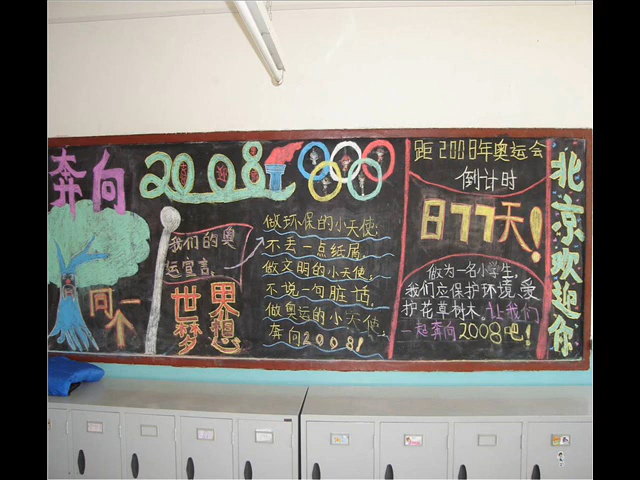 奔向
2008
我们的奥
运宣言:
同一
个
世界
梦想
做环保的小天使;
不丢一点纸屑,
做文明的小天使;
不说一句脏话,
做奥运的小天使,
奔向2008!
距2008年奥运会
倒计时
877天!
做为一名小学生,
我们应保护环境,爱
护花草树木,让我们
一起奔向2008吧!
北京欢迎你